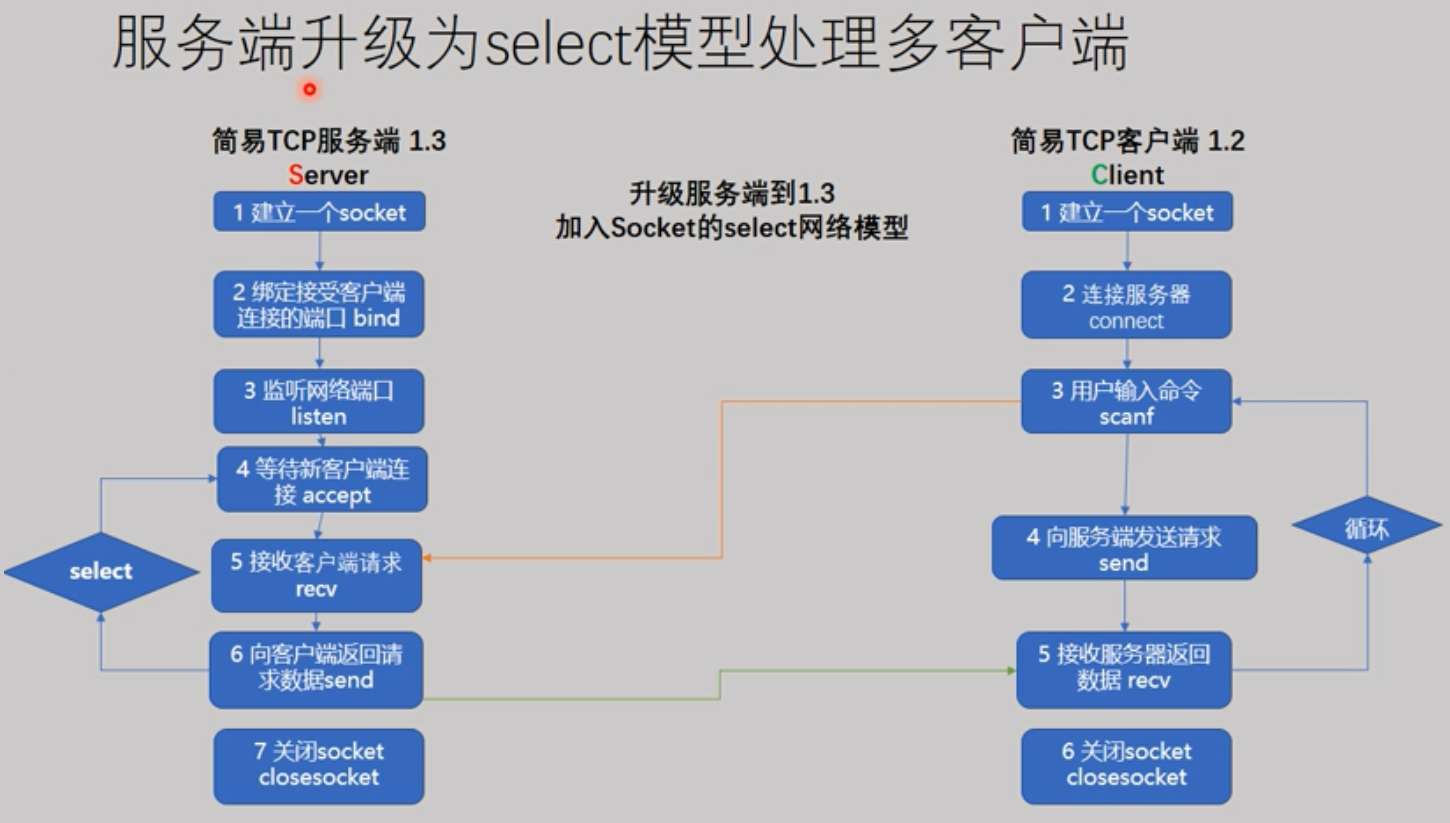 服务端升级为select模型处理多客户端
简易TCP服务端 1.3
Server
1 建立一个socket
2 绑定接受客户端
连接的端口 bind
3 监听网络端口
listen
4 等待新客户端连
接 accept
5 接收客户端请求
recv
6 向客户端返回请
求数据send
7 关闭socket
closesocket
select
升级服务端到1.3
加入Socket的select网络模型
简易TCP客户端 1.2
Client
1 建立一个socket
2 连接服务器
connect
3 用户输入命令
scanf
4 向服务端发送请求
send
5 接收服务器返回
数据 recv
6 关闭socket
closesocket
循环